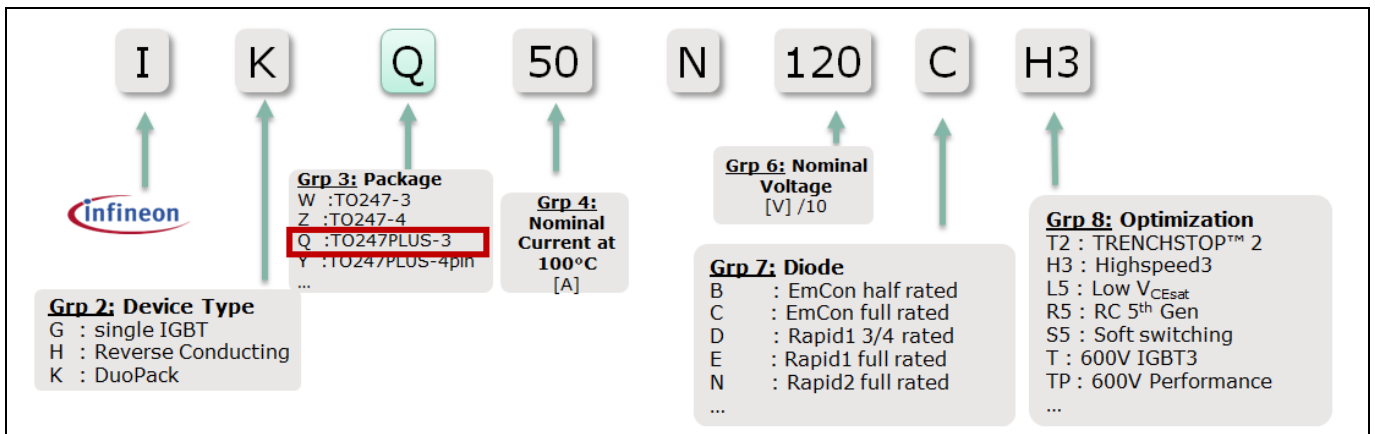 I K Q 50 N 120 C H3
infineon
Grp 2: Device Type
G : single IGBT
H : Reverse Conducting
K : DuoPack
Grp 3: Package
W :TO247-3
Z :TO247-4
Q :TO247PLUS-3
Y :TO247PLUS-4pin
...
Grp 4:
Nominal
Current at
100°C
[A]
Grp 6: Nominal
Voltage
[V] /10
Grp 7: Diode
B : EmCon half rated
C : EmCon full rated
D : Rapid1 3/4 rated
E : Rapid1 full rated
N : Rapid2 full rated
...
Grp 8: Optimization
T2 : TRENCHSTOP™ 2
H3 : Highspeed3
L5 : Low VCEsat
R5 : RC 5th Gen
S5 : Soft switching
T : 600V IGBT3
TP : 600V Performance
...